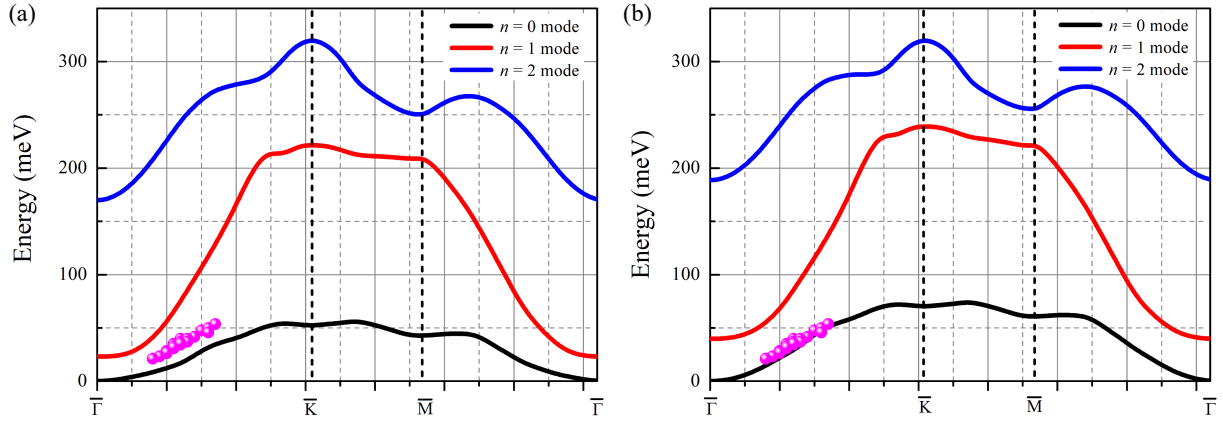 (a)
n = 0 mode
n = 1 mode
n = 2 mode
Energy (meV)
300
200
100
0
Γ̅
K̅
M̅
Γ̅
(b)
n = 0 mode
n = 1 mode
n = 2 mode
Energy (meV)
300
200
100
0
Γ̅
K̅
M̅
Γ̅